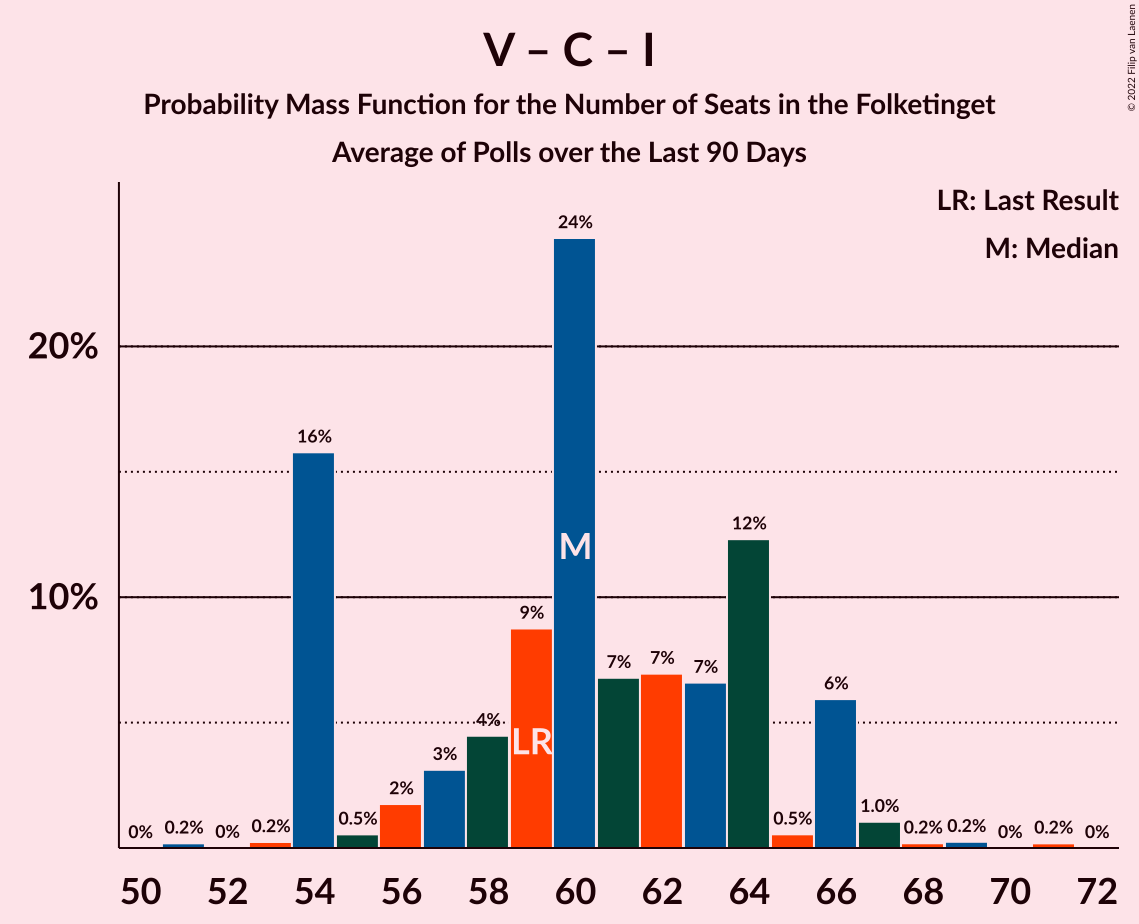 V – C – I
Probability Mass Function for the Number of Seats in the Folketinget
Average of Polls over the Last 90 Days
© 2022 Filip van Laenen
LR: Last Result
M: Median
20%
10%
0%
0.2%
0%
0.2%
16%
0.5%
2%
3%
4%
9%
24%
7%
7%
7%
12%
0.5%
6%
1.0%
0.2%
0.2%
0%
0.2%
0%
LR
M
50 52 54 56 58 60 62 64 66 68 70 72